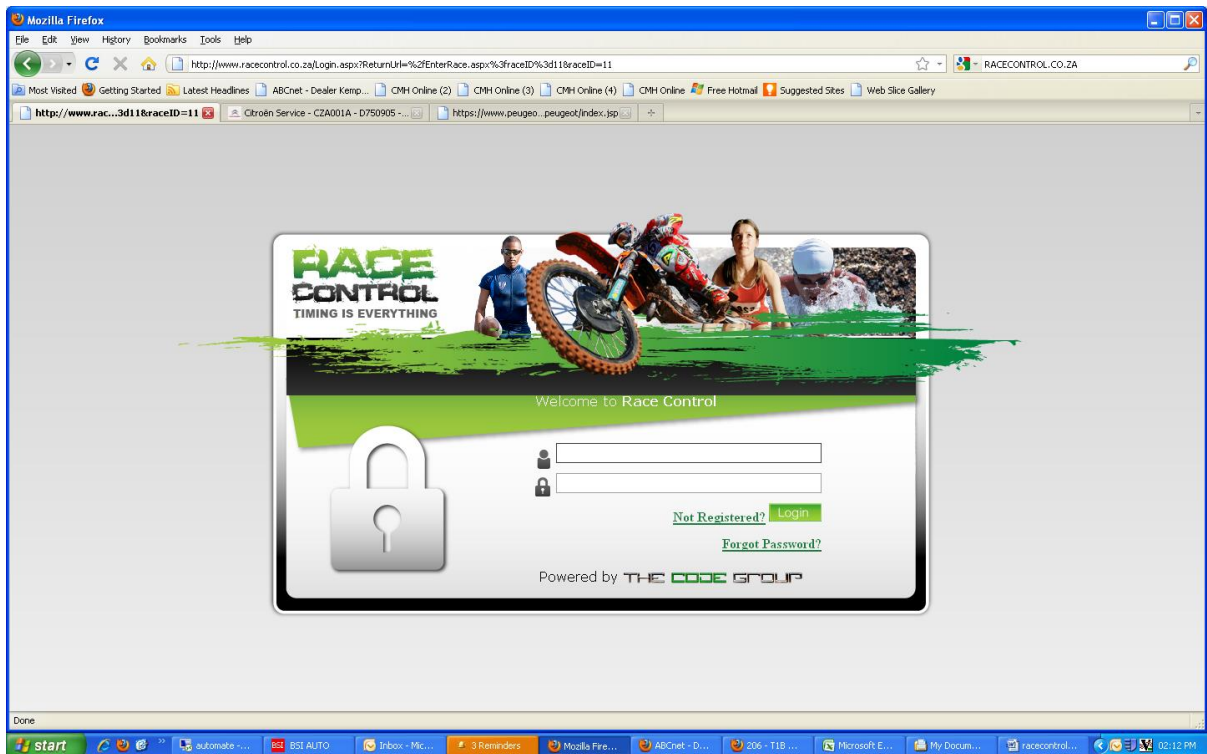 Mozilla Firefox
File Edit View History Bookmarks Tools Help
http://www.racecontrol.co.za/Login.aspx?ReturnUrl=%2fEnterRace.aspx%3fraceID%3d11&raceID=11 RACECONTROL.CO.ZA
Most Visited Getting Started Latest Headlines ABCnet - Dealer Kemp... CMH Online (2) CMH Online (3) CMH Online (4) CMH Online Free Hotmail Suggested Sites Web Slice Gallery
http://www.rac...3d11&raceID=11 Citroën Service - CZA001A - D750905 -... https://www.peugeo...peugeot/index.jsp
RACE
CONTROL
TIMING IS EVERYTHING
Welcome to Race Control
Not Registered? Login
Forgot Password?
Powered by THE CODE GROUP
Done
start automate -... BSI BSI AUTO Inbox - Mic... 3 Reminders Mozilla Fire... ABCnet - D... 206 - T1B ... Microsoft E... My Docum... racecontrol... 02:12 PM